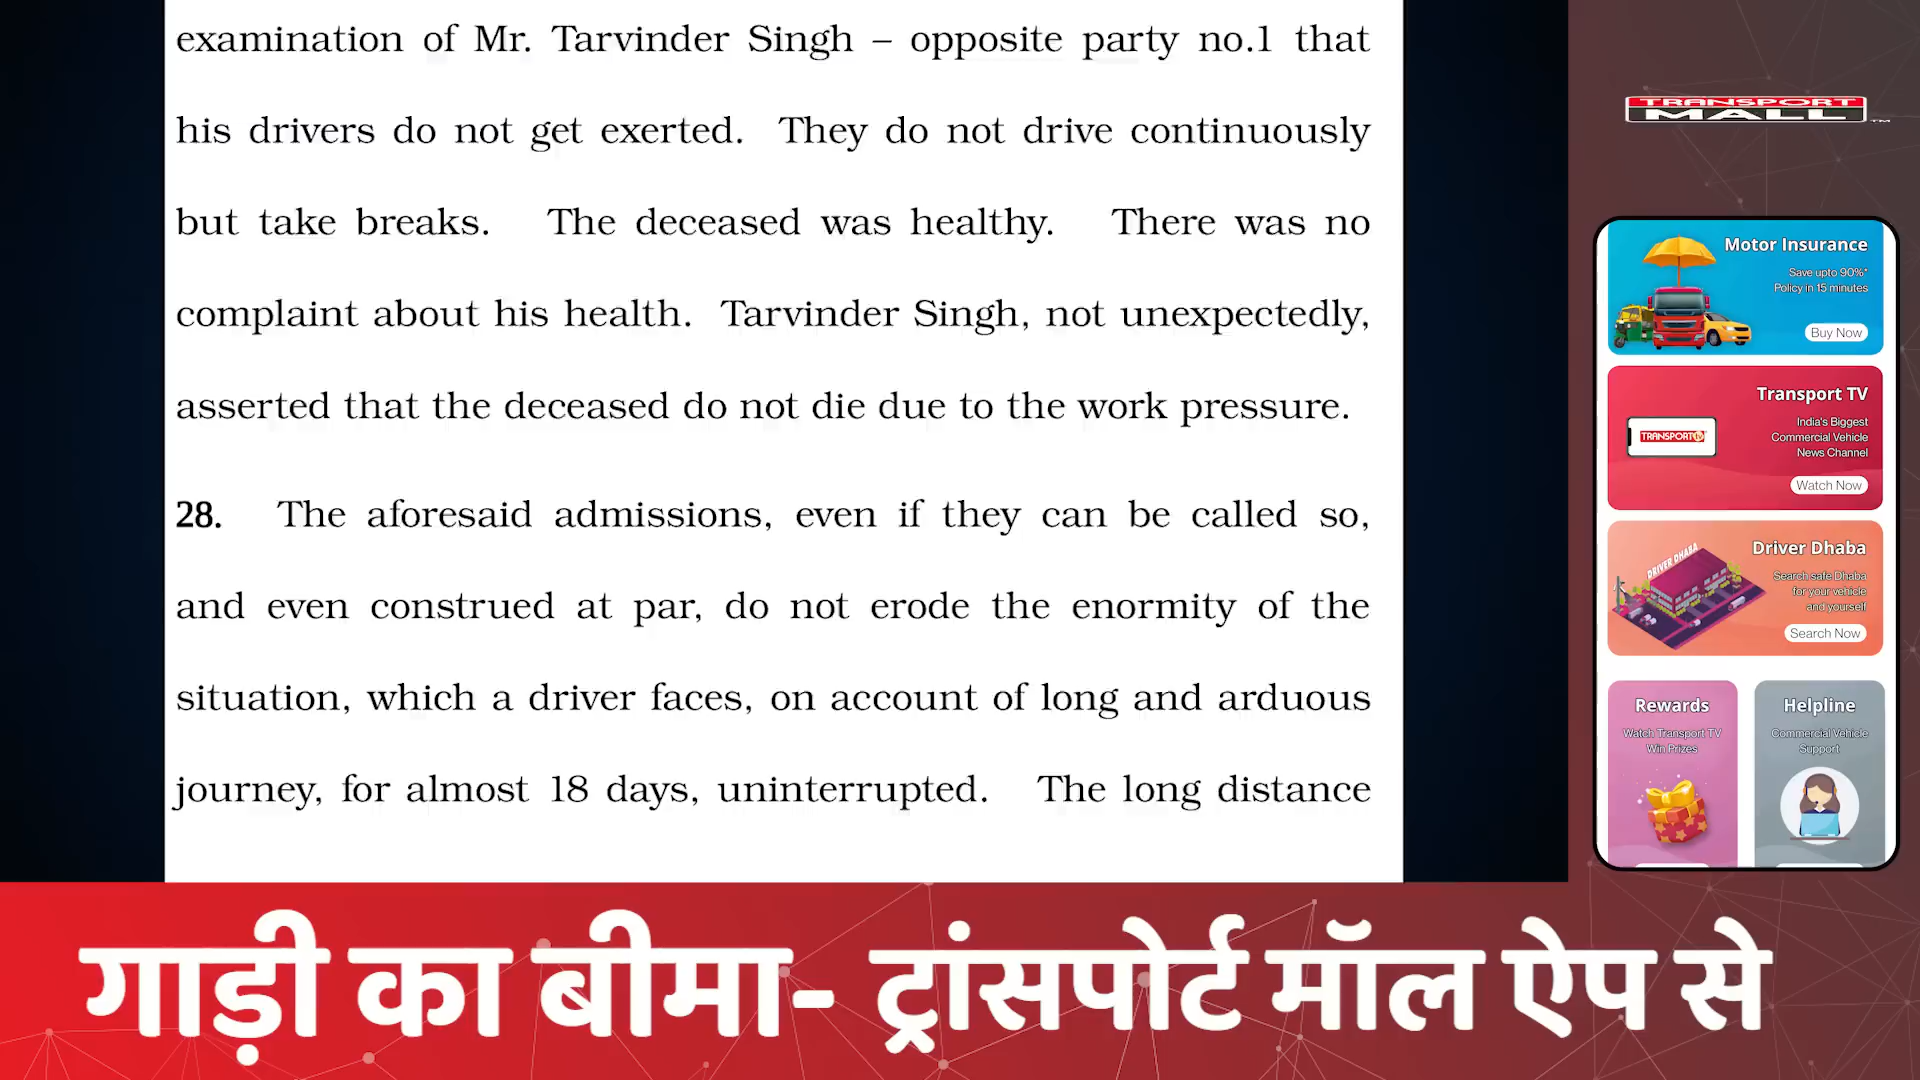 examination of Mr. Tarvinder Singh – opposite party no.1 that
his drivers do not get exerted. They do not drive continuously
but take breaks. The deceased was healthy. There was no
complaint about his health. Tarvinder Singh, not unexpectedly,
asserted that the deceased do not die due to the work pressure.
28. The aforesaid admissions, even if they can be called so,
and even construed at par, do not erode the enormity of the
situation, which a driver faces, on account of long and arduous
journey, for almost 18 days, uninterrupted. The long distance
TRANSPORT
MALL™
Motor Insurance
Save upto 90%*
Policy in 15 minutes
Buy Now
Transport TV
India's Biggest
Commercial Vehicle
News Channel
TRANSPORT TV
Watch Now
Driver Dhaba
DRIVER DHABA
Search safe Dhaba
for your vehicle
and yourself
Search Now
Rewards
Watch Transport TV
Win Prizes
Helpline
Commercial Vehicle
Support
गाड़ी का बीमा- ट्रांसपोर्ट मॉल ऐप से